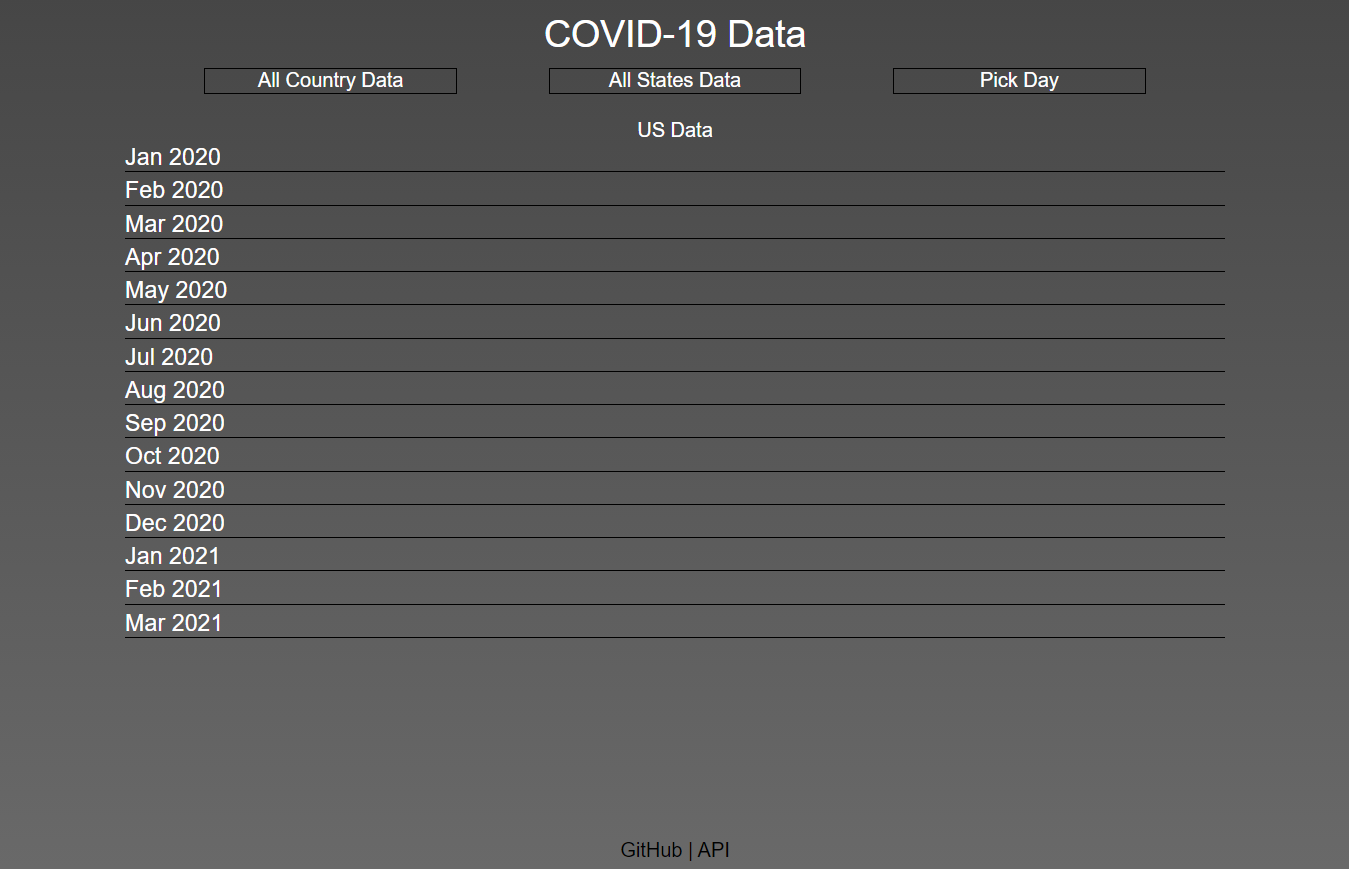 COVID-19 Data
All Country Data All States Data Pick Day
US Data
Jan 2020
Feb 2020
Mar 2020
Apr 2020
May 2020
Jun 2020
Jul 2020
Aug 2020
Sep 2020
Oct 2020
Nov 2020
Dec 2020
Jan 2021
Feb 2021
Mar 2021
GitHub | API